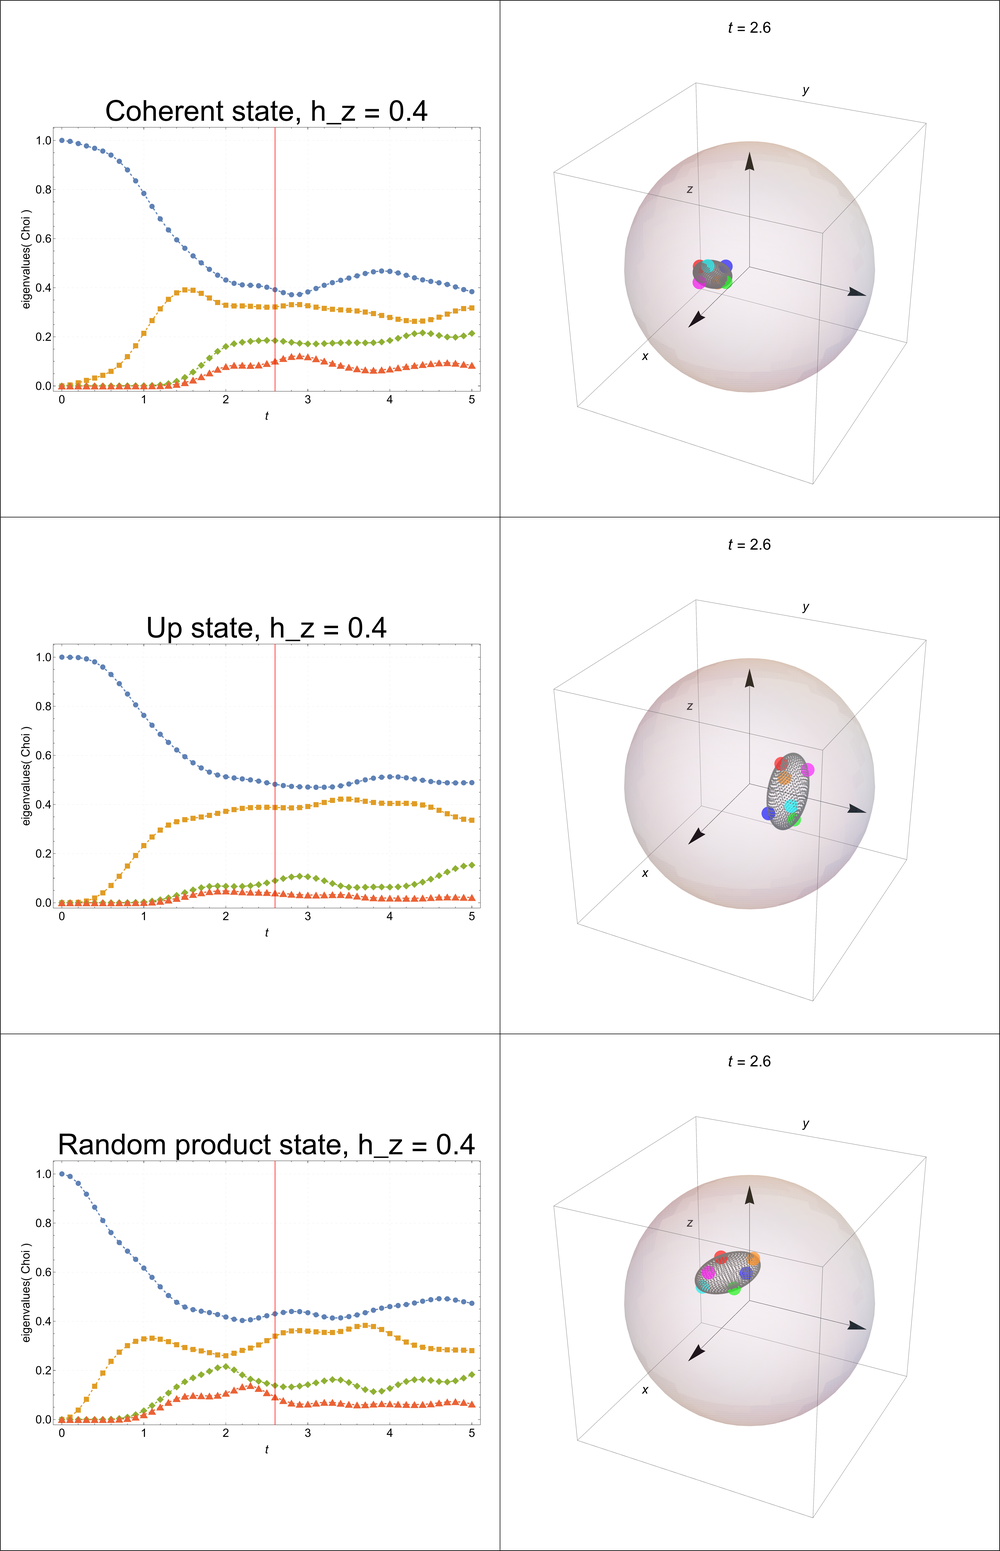 Coherent state, h_z = 0.4
eigenvalues( Choi )
1.0
0.8
0.6
0.4
0.2
0.0
0 1 2 3 4 5
t
t = 2.6
y
z
x
Up state, h_z = 0.4
eigenvalues( Choi )
1.0
0.8
0.6
0.4
0.2
0.0
0 1 2 3 4 5
t
t = 2.6
y
z
x
Random product state, h_z = 0.4
eigenvalues( Choi )
1.0
0.8
0.6
0.4
0.2
0.0
0 1 2 3 4 5
t
t = 2.6
y
z
x